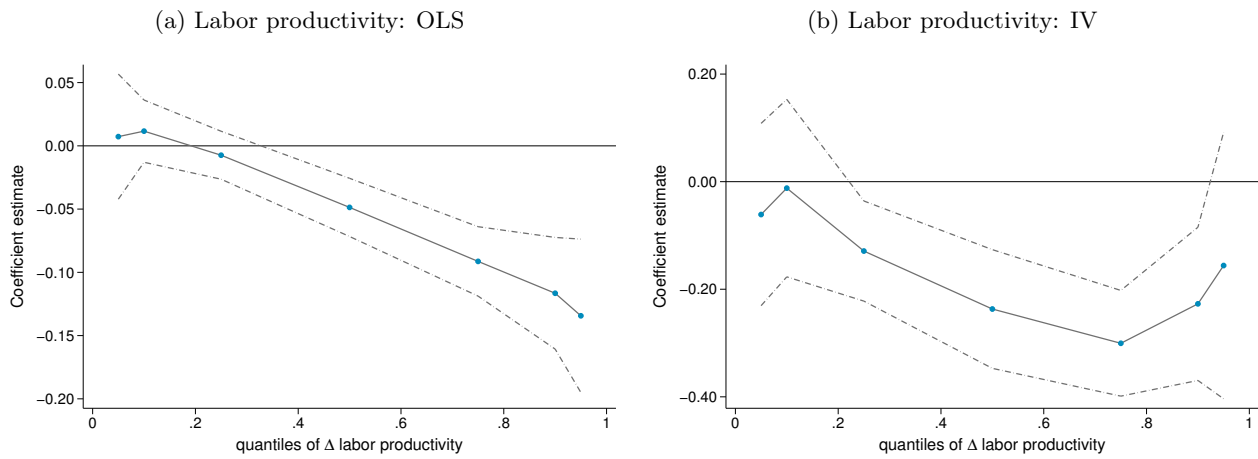 (a) Labor productivity: OLS
0.05
0.00
−0.05
−0.10
−0.15
−0.20
Coefficient estimate
0 .2 .4 .6 .8 1
quantiles of Δ labor productivity
(b) Labor productivity: IV
0.20
0.00
−0.20
−0.40
Coefficient estimate
0 .2 .4 .6 .8 1
quantiles of Δ labor productivity